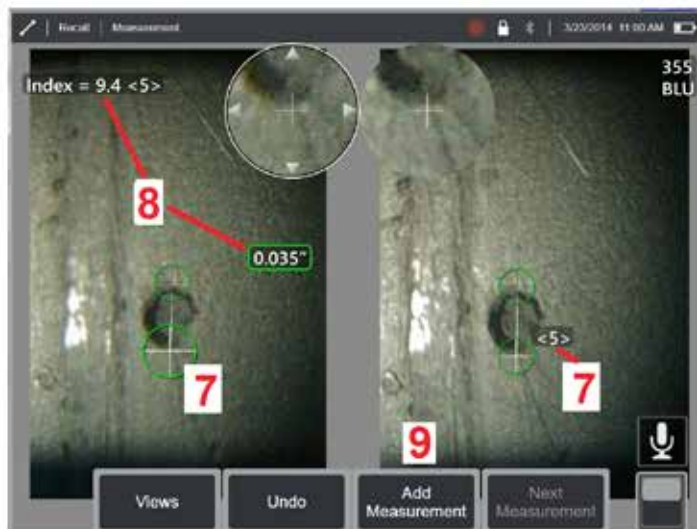 Recall | Measurement
3/23/2014 11:00 AM
Index = 9.4 <5>
355
BLU
8
0.035"
<5>
7
7
9
Views
Undo
Add
Measurement
Next
Measurement